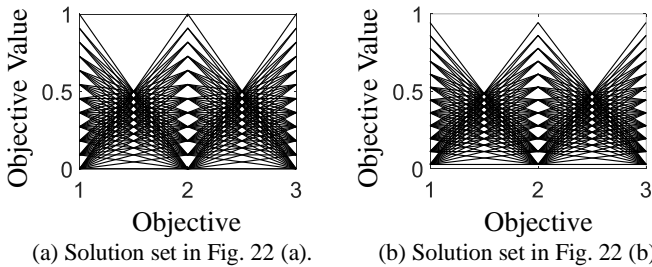 1
0.5
0
1
2
3
Objective Value
Objective
(a) Solution set in Fig. 22 (a).
1
0.5
0
1
2
3
Objective Value
Objective
(b) Solution set in Fig. 22 (b)